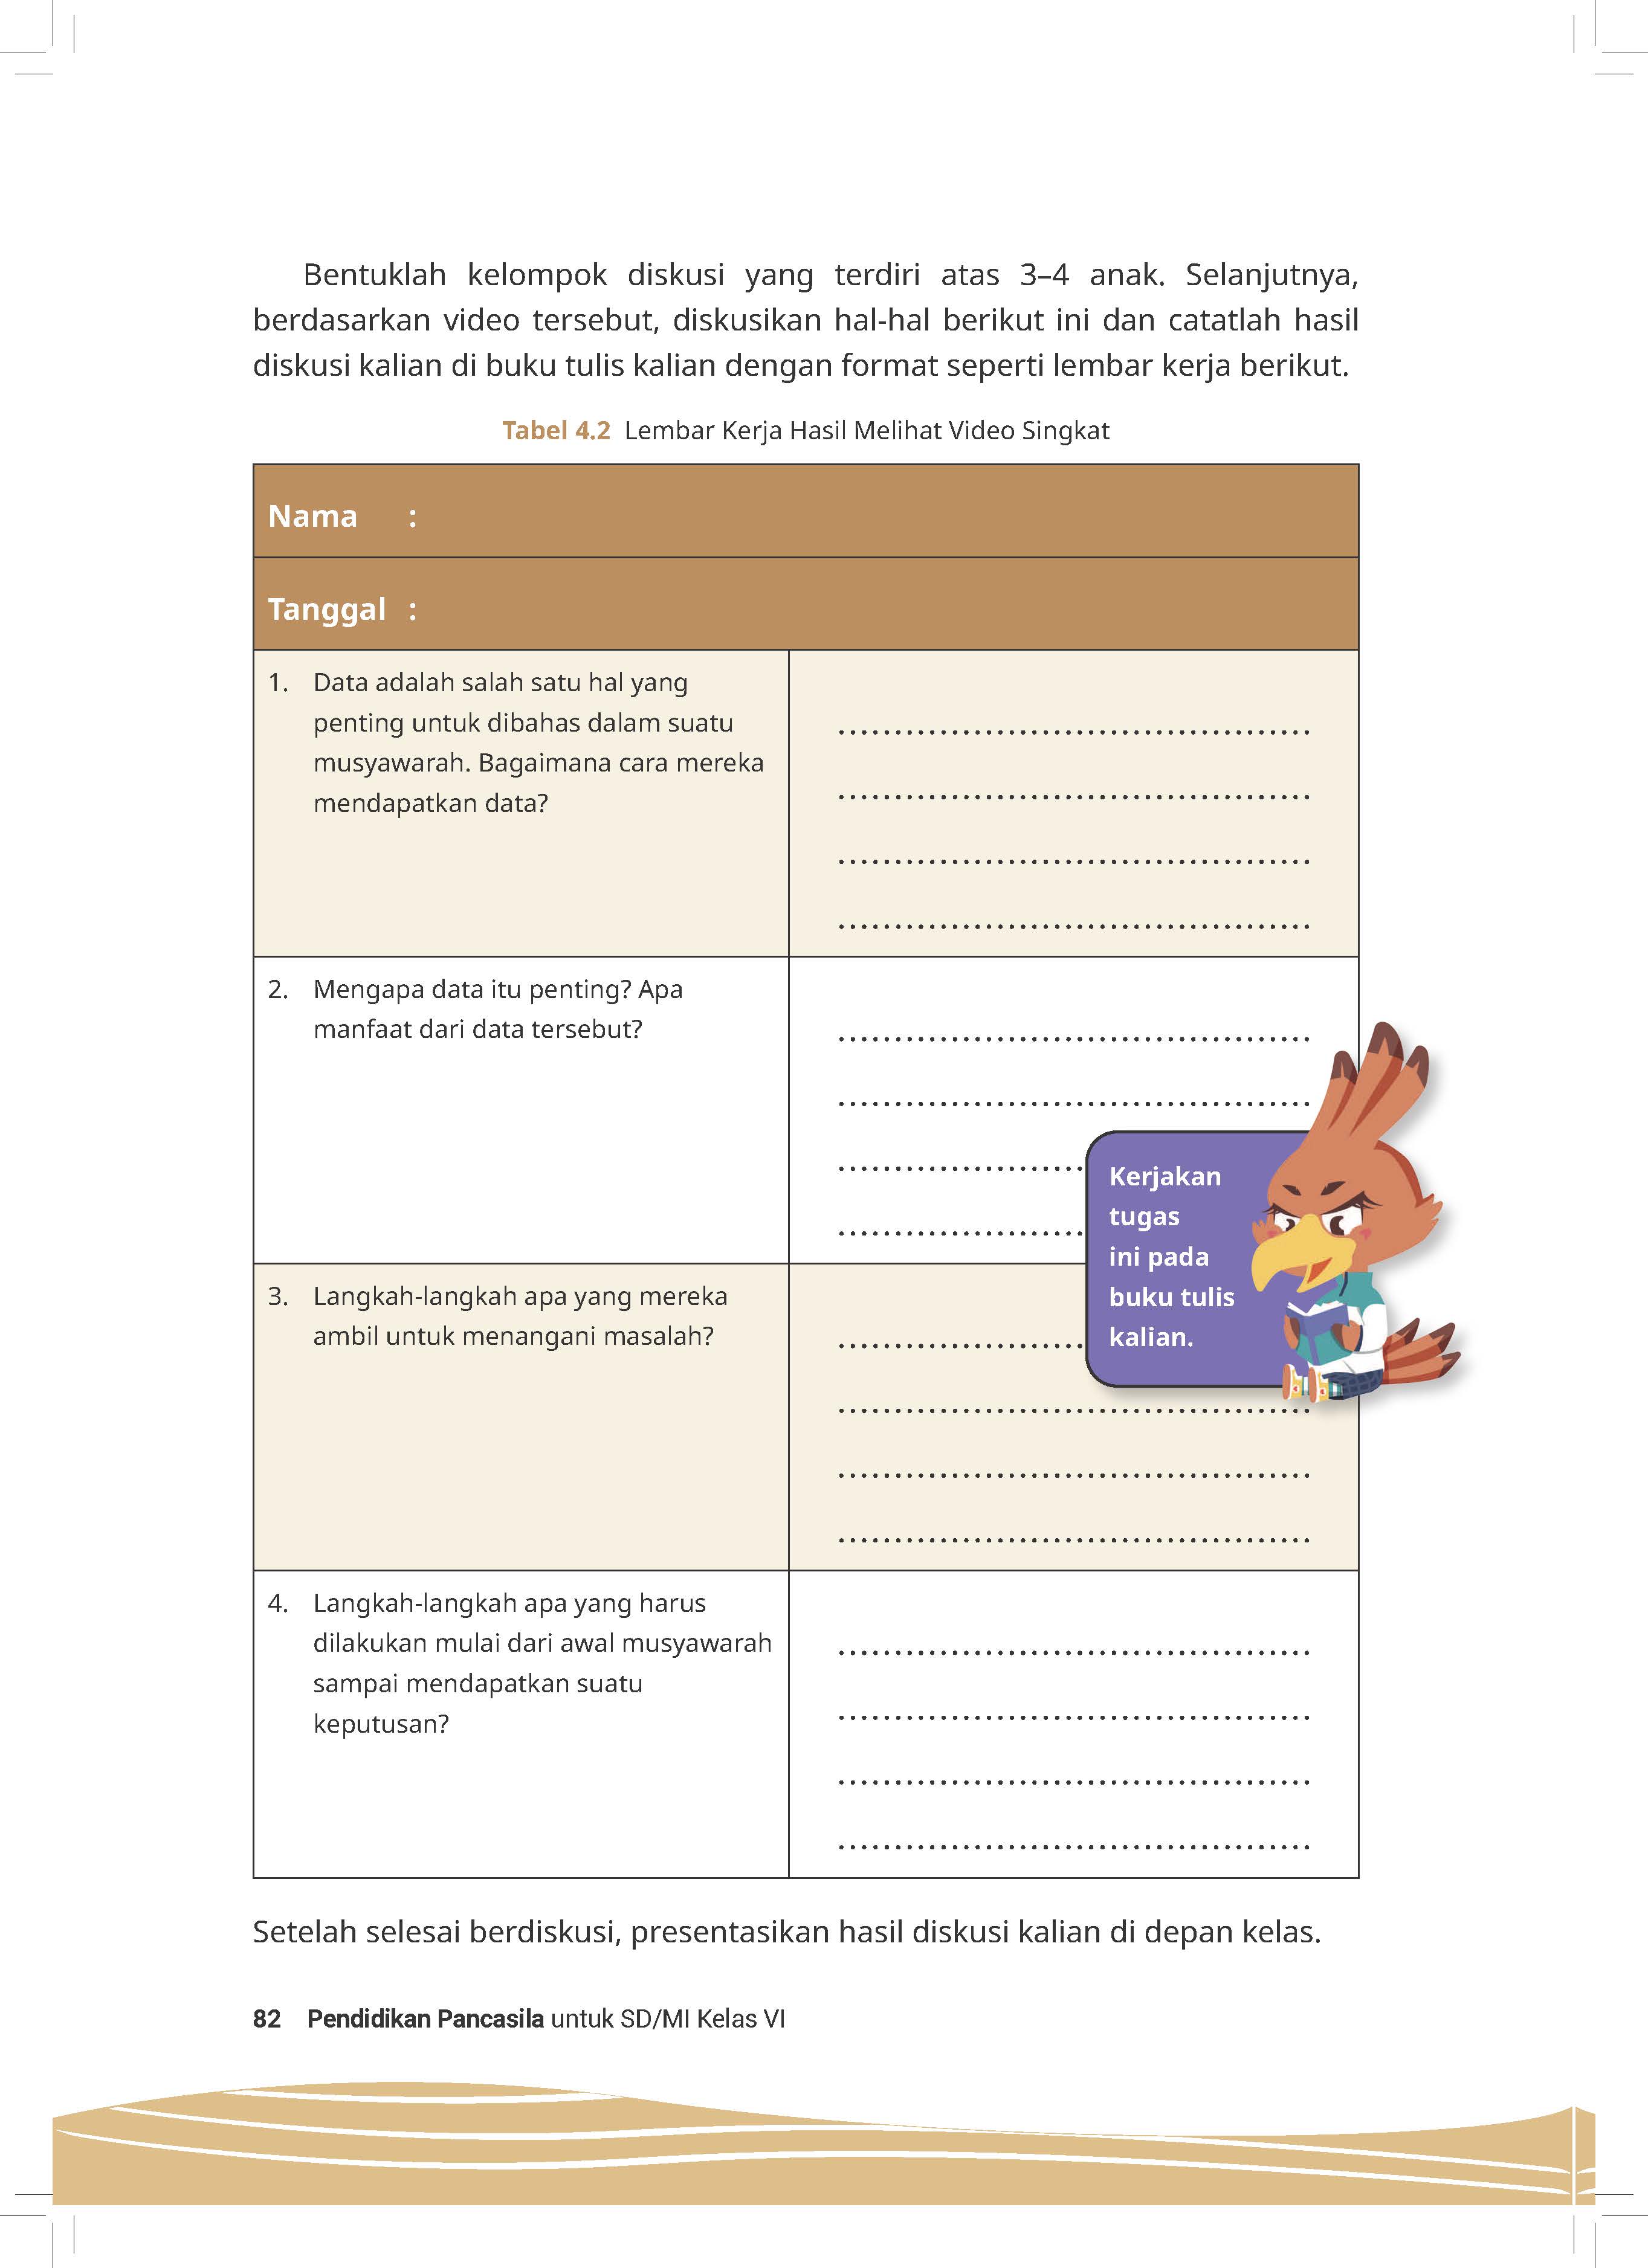 Bentuklah kelompok diskusi yang terdiri atas 3–4 anak. Selanjutnya,
berdasarkan video tersebut, diskusikan hal-hal berikut ini dan catatlah hasil
diskusi kalian di buku tulis kalian dengan format seperti lembar kerja berikut.
Tabel 4.2 Lembar Kerja Hasil Melihat Video Singkat
Nama :
Tanggal :
1. Data adalah salah satu hal yang
penting untuk dibahas dalam suatu
musyawarah. Bagaimana cara mereka
mendapatkan data?
2. Mengapa data itu penting? Apa
manfaat dari data tersebut?
Kerjakan
tugas
ini pada
buku tulis
kalian.
3. Langkah-langkah apa yang mereka
ambil untuk menangani masalah?
4. Langkah-langkah apa yang harus
dilakukan mulai dari awal musyawarah
sampai mendapatkan suatu
keputusan?
Setelah selesai berdiskusi, presentasikan hasil diskusi kalian di depan kelas.
82 Pendidikan Pancasila untuk SD/MI Kelas VI